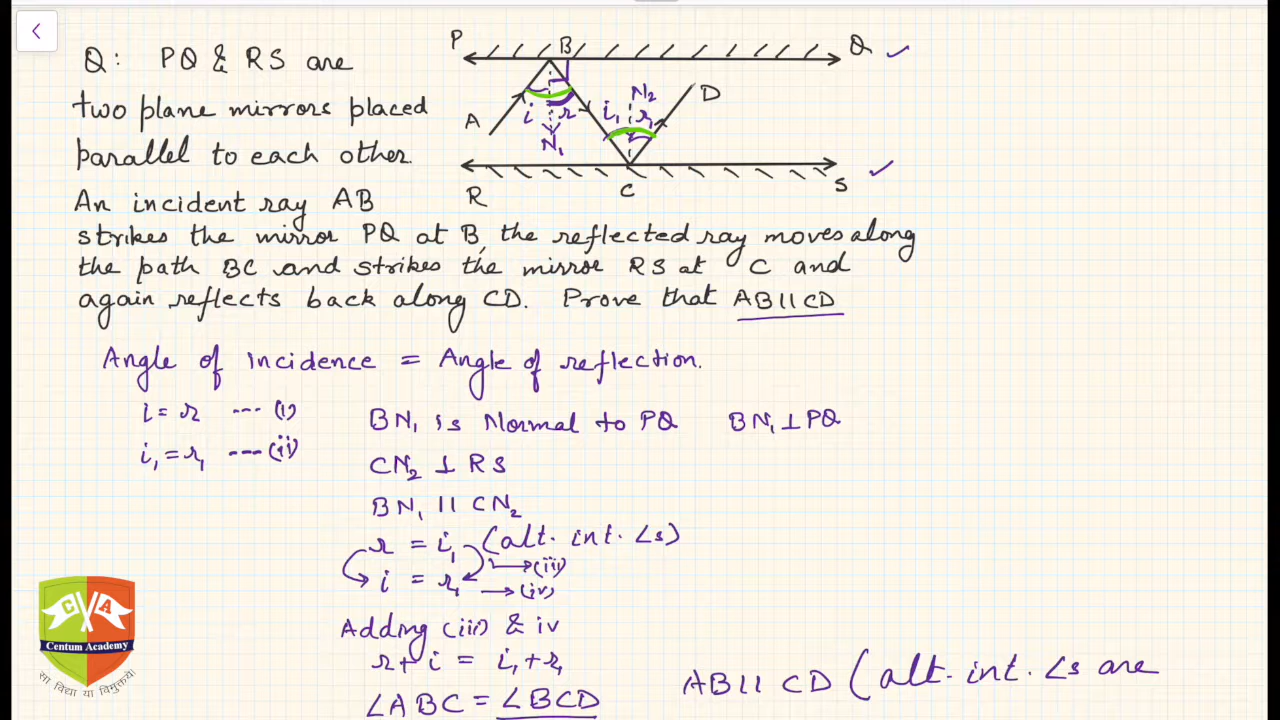 Q: PQ & RS are
two plane mirrors placed
parallel to each other.
An incident ray AB
strikes the mirror PQ at B, the reflected ray moves along
the path BC and strikes the mirror RS at C and
again reflects back along CD. Prove that AB || CD
P B Q
A i r i₁ N₂ r₁ D
N₁
R C S
Angle of Incidence = Angle of reflection.
i = r ---- (i)
i₁ = r₁ ---- (ii)
BN₁ is Normal to PQ BN₁ ⊥ PQ
CN₂ ⊥ RS
BN₁ || CN₂
r = i₁ (alt. int. ∠s)
→ (iii)
i = r₁ → (iv)
Adding (iii) & iv
r + i = i₁ + r₁
∠ABC = ∠BCD
AB || CD (alt. int. ∠s are
C A
Centum Academy
सा विद्या या विमुक्तये